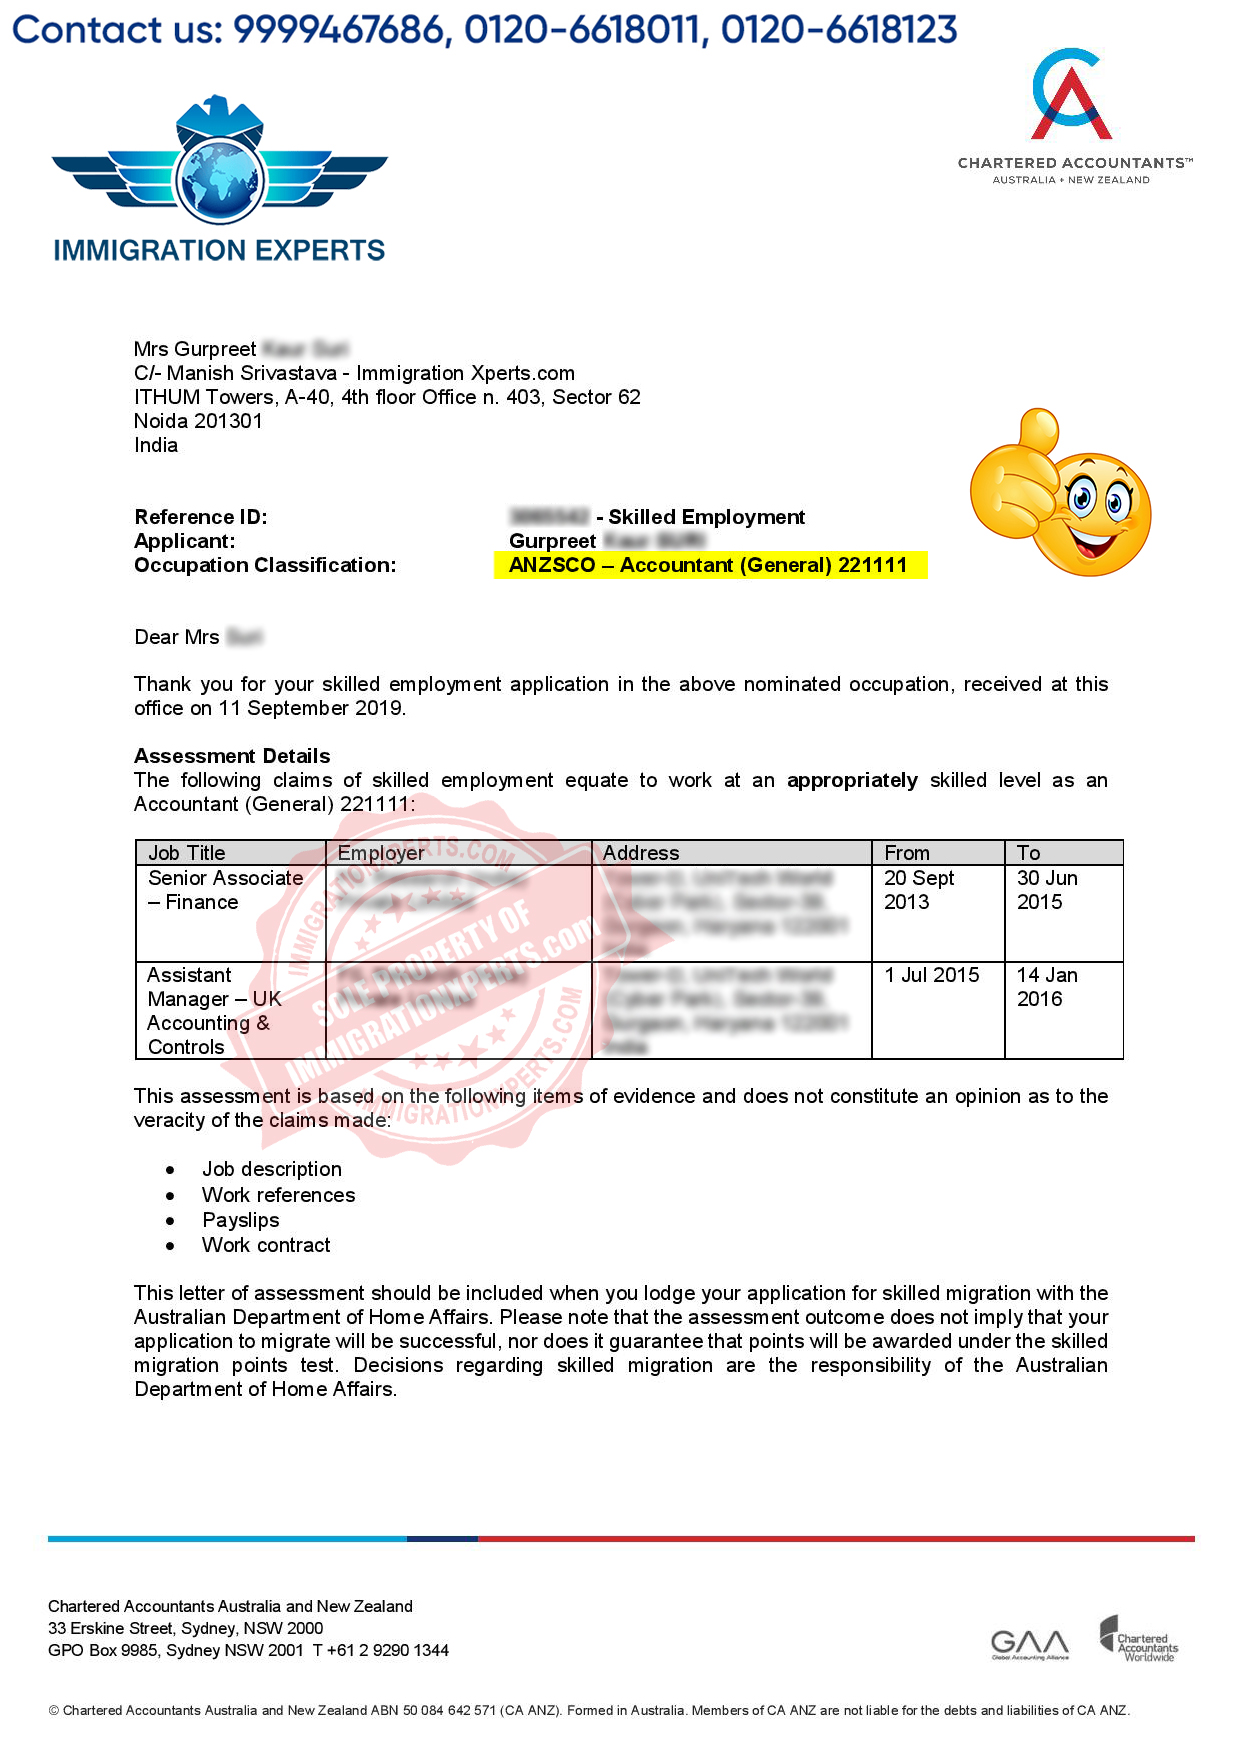 Contact us: 9999467686, 0120-6618011, 0120-6618123
CHARTERED ACCOUNTANTS™
AUSTRALIA + NEW ZEALAND
IMMIGRATION EXPERTS
Mrs Gurpreet
C/- Manish Srivastava - Immigration Xperts.com
ITHUM Towers, A-40, 4th floor Office n. 403, Sector 62
Noida 201301
India
Reference ID: - Skilled Employment
Applicant: Gurpreet
Occupation Classification: ANZSCO – Accountant (General) 221111
Dear Mrs
Thank you for your skilled employment application in the above nominated occupation, received at this
office on 11 September 2019.
Assessment Details
The following claims of skilled employment equate to work at an appropriately skilled level as an
Accountant (General) 221111:
Job Title Employer Address From To
Senior Associate 20 Sept 30 Jun
– Finance 2013 2015
Assistant 1 Jul 2015 14 Jan
Manager – UK 2016
Accounting &
Controls
IMMIGRATIONXPERTS.COM
SOLE PROPERTY OF
IMMIGRATIONXPERTS.com
IMMIGRATIONXPERTS.COM
This assessment is based on the following items of evidence and does not constitute an opinion as to the
veracity of the claims made:
• Job description
• Work references
• Payslips
• Work contract
This letter of assessment should be included when you lodge your application for skilled migration with the
Australian Department of Home Affairs. Please note that the assessment outcome does not imply that your
application to migrate will be successful, nor does it guarantee that points will be awarded under the skilled
migration points test. Decisions regarding skilled migration are the responsibility of the Australian
Department of Home Affairs.
Chartered Accountants Australia and New Zealand
33 Erskine Street, Sydney, NSW 2000
GPO Box 9985, Sydney NSW 2001 T +61 2 9290 1344
GAA
Global Accounting Alliance
Chartered
Accountants
Worldwide
© Chartered Accountants Australia and New Zealand ABN 50 084 642 571 (CA ANZ). Formed in Australia. Members of CA ANZ are not liable for the debts and liabilities of CA ANZ.